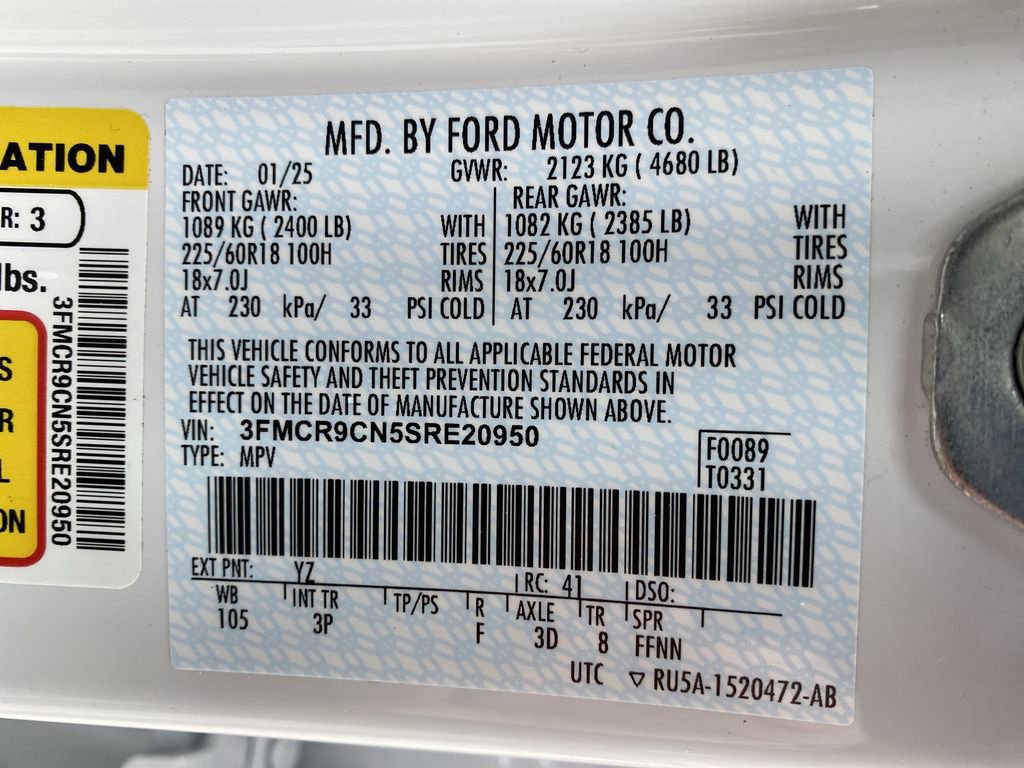 ATION
R: 3
lbs.
S
R
L
ON
3FMCR9CN5SRE20950
MFD. BY FORD MOTOR CO.
DATE: 01/25 GVWR: 2123 KG ( 4680 LB)
FRONT GAWR: REAR GAWR:
1089 KG ( 2400 LB) WITH 1082 KG ( 2385 LB) WITH
225/60R18 100H TIRES 225/60R18 100H TIRES
18x7.0J RIMS 18x7.0J RIMS
AT 230 kPa/ 33 PSI COLD AT 230 kPa/ 33 PSI COLD
THIS VEHICLE CONFORMS TO ALL APPLICABLE FEDERAL MOTOR
VEHICLE SAFETY AND THEFT PREVENTION STANDARDS IN
EFFECT ON THE DATE OF MANUFACTURE SHOWN ABOVE.
VIN: 3FMCR9CN5SRE20950
TYPE: MPV
F0089
T0331
EXT PNT: YZ RC: 41 DSO:
WB INT TR TP/PS R AXLE TR SPR
105 3P F 3D 8 FFNN
UTC ▽ RU5A-1520472-AB